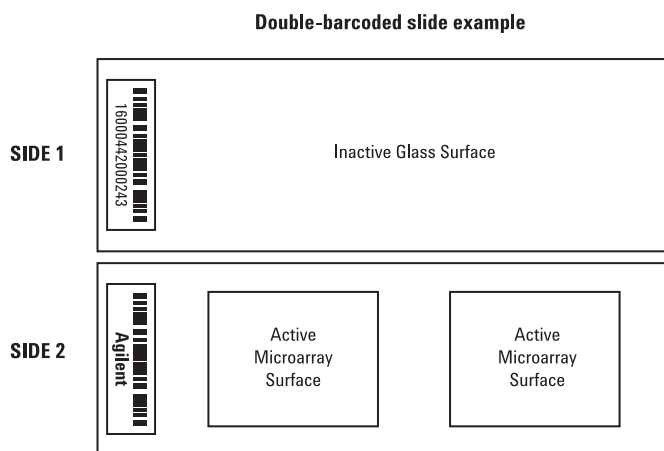 Double-barcoded slide example
SIDE 1
16000442000243
Inactive Glass Surface
SIDE 2
Agilent
Active
Microarray
Surface
Active
Microarray
Surface